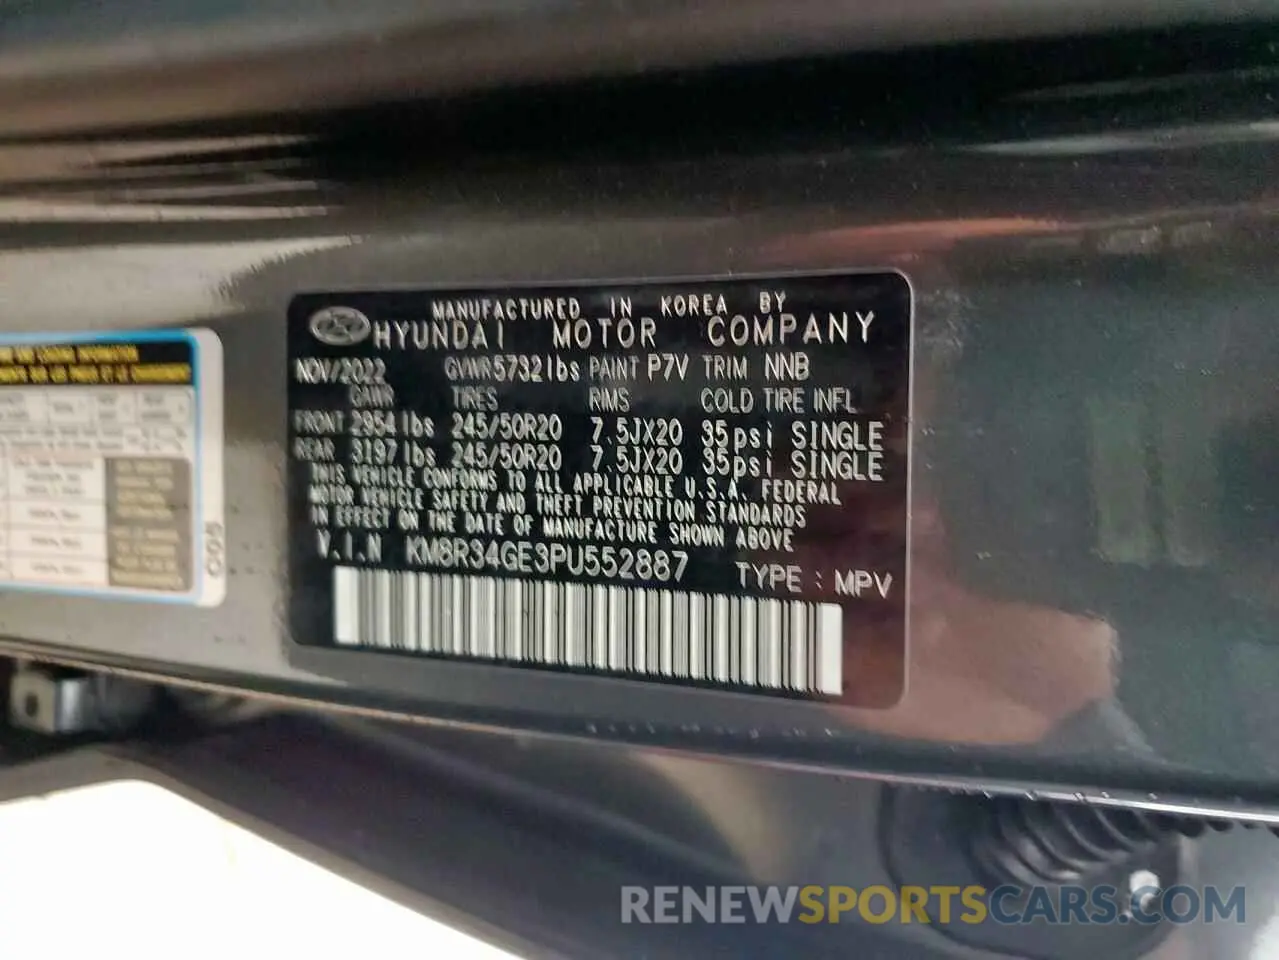 MANUFACTURED IN KOREA BY
HYUNDAI MOTOR COMPANY
NOV/2022 GVWR 5732lbs PAINT P7V TRIM NNB
GAWR TIRES RIMS COLD TIRE INFL
FRONT 2954lbs 245/50R20 7.5JX20 35psi SINGLE
REAR 3197lbs 245/50R20 7.5JX20 35psi SINGLE
THIS VEHICLE CONFORMS TO ALL APPLICABLE U.S.A. FEDERAL
MOTOR VEHICLE SAFETY AND THEFT PREVENTION STANDARDS
IN EFFECT ON THE DATE OF MANUFACTURE SHOWN ABOVE
V.I.N KM8R34GE3PU552887 TYPE : MPV
RENEWSPORTSCARS.COM